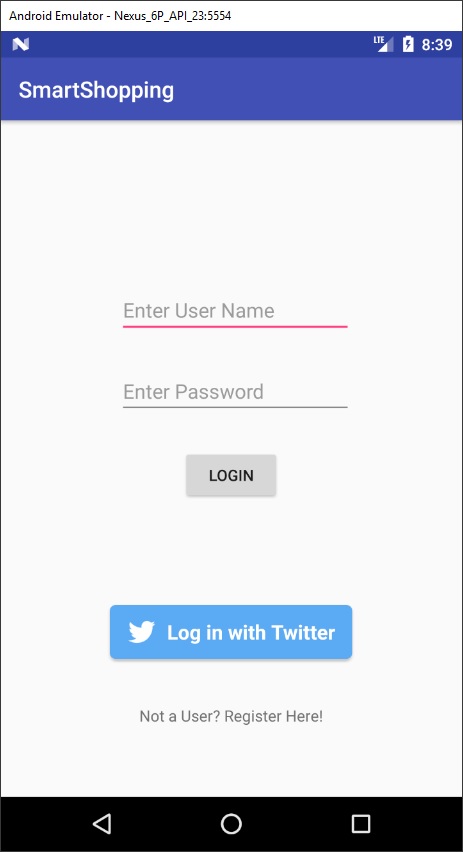 Android Emulator - Nexus_6P_API_23:5554
LTE 8:39
SmartShopping
Enter User Name
Enter Password
LOGIN
Log in with Twitter
Not a User? Register Here!